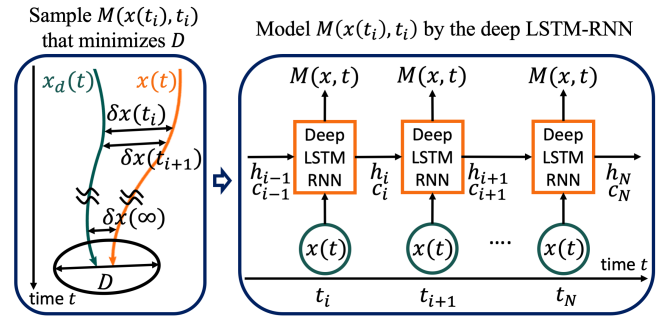 Sample M(x(t_i), t_i)
that minimizes D
x_d(t)
x(t)
δx(t_i)
δx(t_{i+1})
δx(∞)
D
time t
Model M(x(t_i), t_i) by the deep LSTM-RNN
M(x, t)
M(x, t)
M(x, t)
Deep
LSTM
RNN
Deep
LSTM
RNN
Deep
LSTM
RNN
h_{i−1}
c_{i−1}
h_i
c_i
h_{i+1}
c_{i+1}
h_N
c_N
x(t)
x(t)
....
x(t)
time t
t_i
t_{i+1}
t_N